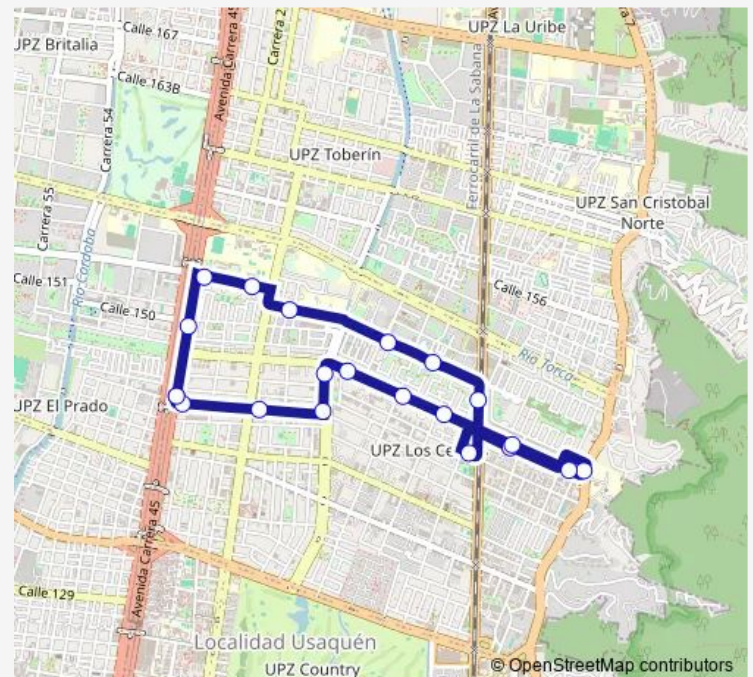 UPZ La Uribe
Calle 167
UPZ Britalia
Avenida Carrera 45
Carrera 2
Calle 163B
Carrera 54
Ferrocarril de La Sabana
UPZ Toberín
Carrera 55
UPZ San Cristobal
Norte
Río Córdoba
Calle 151
Calle 156
Calle 150
Río Torca
UPZ El Prado
UPZ Los Ce
Avenida Carrera 45
Calle 129
Localidad Usaquén
UPZ Country
© OpenStreetMap contributors